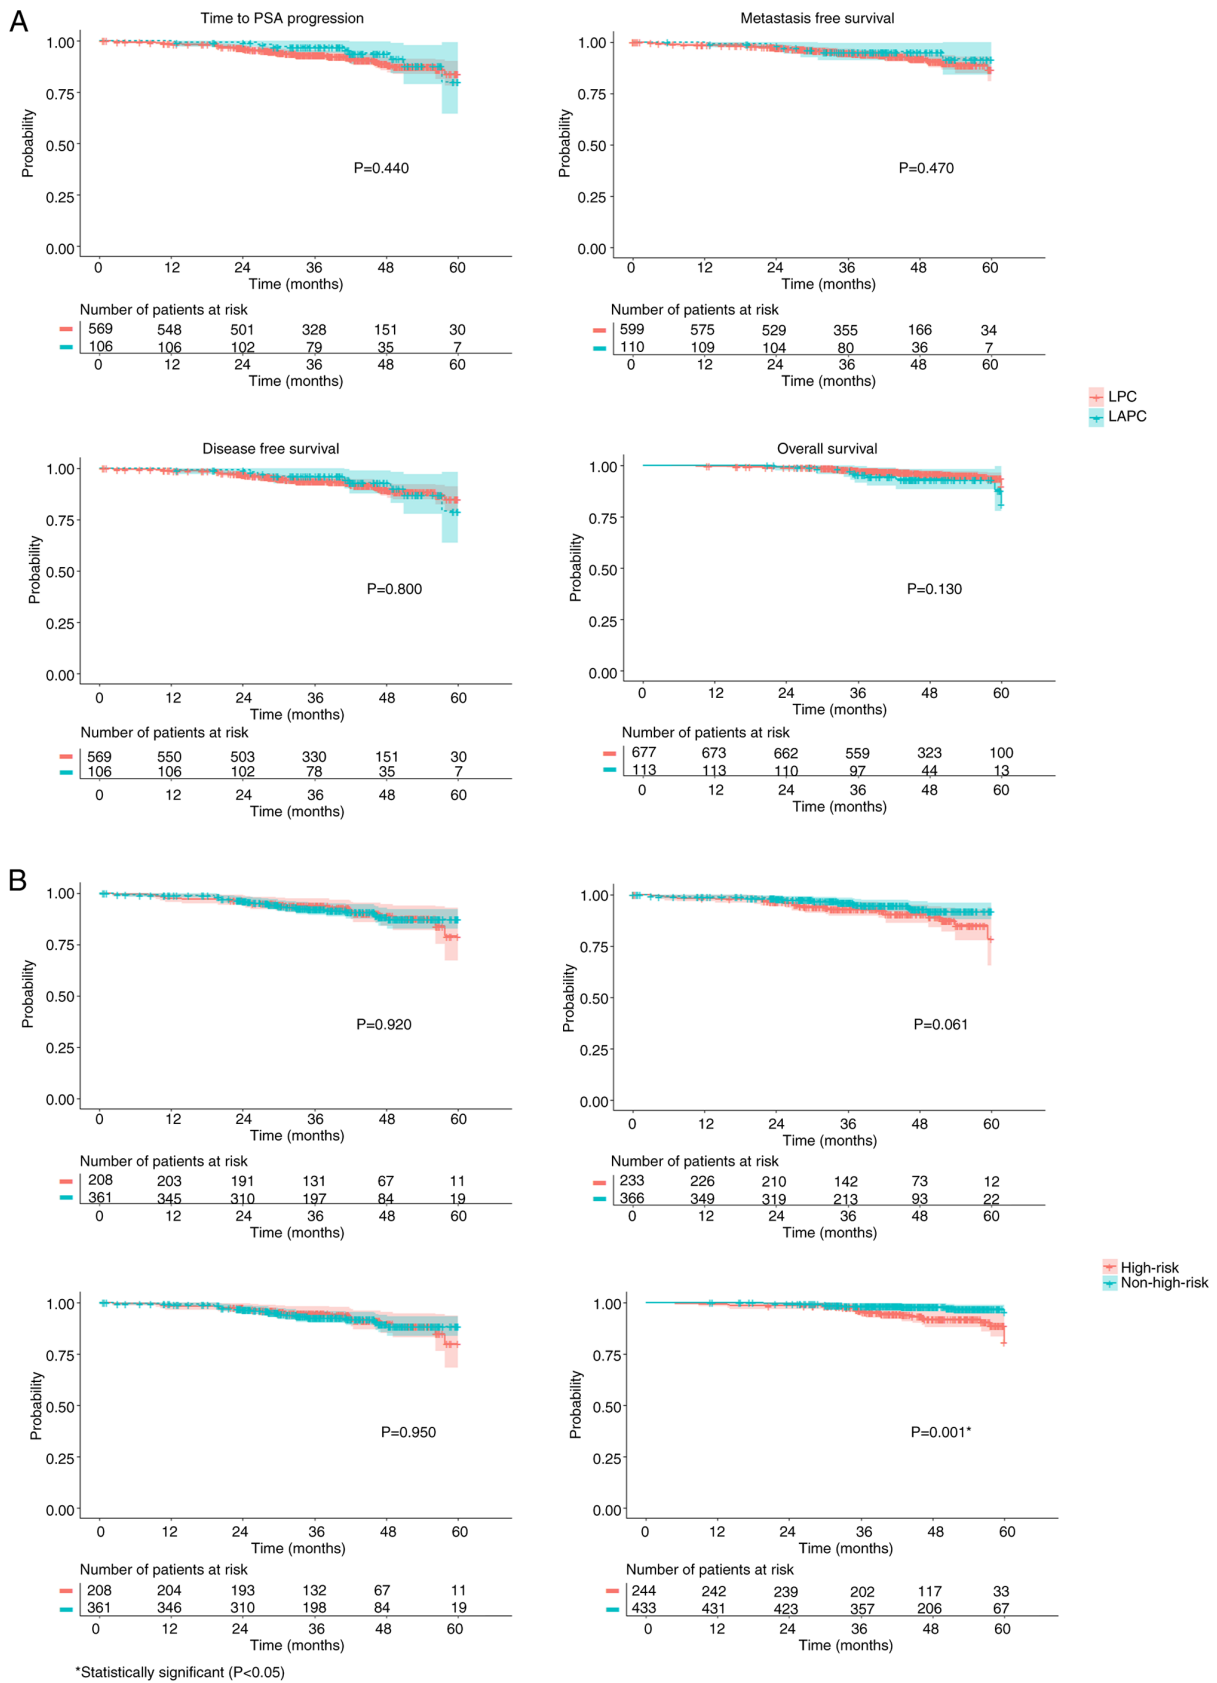 A
Time to PSA progression
1.00
0.75
0.50
0.25
0.00
Probability
P=0.440
0 12 24 36 48 60
Time (months)
Number of patients at risk
569 548 501 328 151 30
106 106 102 79 35 7
0 12 24 36 48 60
Time (months)
Metastasis free survival
1.00
0.75
0.50
0.25
0.00
Probability
P=0.470
0 12 24 36 48 60
Time (months)
Number of patients at risk
599 575 529 355 166 34
110 109 104 80 36 7
0 12 24 36 48 60
Time (months)
LPC
LAPC
Disease free survival
1.00
0.75
0.50
0.25
0.00
Probability
P=0.800
0 12 24 36 48 60
Time (months)
Number of patients at risk
569 550 503 330 151 30
106 106 102 78 35 7
0 12 24 36 48 60
Time (months)
Overall survival
1.00
0.75
0.50
0.25
0.00
Probability
P=0.130
0 12 24 36 48 60
Time (months)
Number of patients at risk
677 673 662 559 323 100
113 113 110 97 44 13
0 12 24 36 48 60
Time (months)
B
1.00
0.75
0.50
0.25
0.00
Probability
P=0.920
0 12 24 36 48 60
Time (months)
Number of patients at risk
208 203 191 131 67 11
361 345 310 197 84 19
0 12 24 36 48 60
Time (months)
1.00
0.75
0.50
0.25
0.00
Probability
P=0.061
0 12 24 36 48 60
Time (months)
Number of patients at risk
233 226 210 142 73 12
366 349 319 213 93 22
0 12 24 36 48 60
Time (months)
High-risk
Non-high-risk
1.00
0.75
0.50
0.25
0.00
Probability
P=0.950
0 12 24 36 48 60
Time (months)
Number of patients at risk
208 204 193 132 67 11
361 346 310 198 84 19
0 12 24 36 48 60
Time (months)
1.00
0.75
0.50
0.25
0.00
Probability
P=0.001*
0 12 24 36 48 60
Time (months)
Number of patients at risk
244 242 239 202 117 33
433 431 423 357 206 67
0 12 24 36 48 60
Time (months)
*Statistically significant (P<0.05)